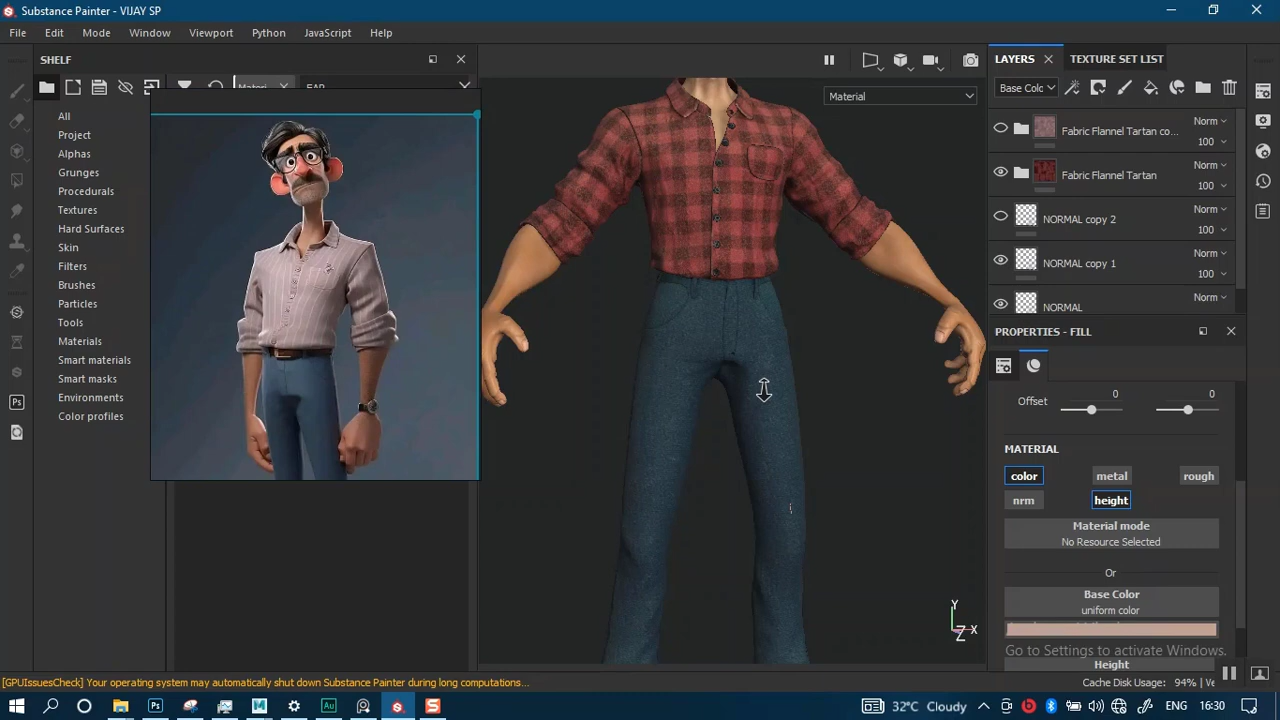 Substance Painter - VIJAY SP
File Edit Mode Window Viewport Python JavaScript Help
SHELF
All
Project
Alphas
Grunges
Procedurals
Textures
Hard Surfaces
Skin
Filters
Brushes
Particles
Tools
Materials
Smart materials
Smart masks
Environments
Color profiles
Material
LAYERS TEXTURE SET LIST
Base Colc
Fabric Flannel Tartan co... Norm
100
Fabric Flannel Tartan Norm
100
NORMAL copy 2 Norm
100
NORMAL copy 1 Norm
100
NORMAL Norm
PROPERTIES - FILL
Offset 0 0
MATERIAL
color metal rough
nrm height
Material mode
No Resource Selected
Or
Base Color
uniform color
Go to Settings to activate Windows.
Height
Y
Z X
[GPUIssuesCheck] Your operating system may automatically shut down Substance Painter during long computations...
Cache Disk Usage: 94% | Ve
32°C Cloudy ENG 16:30